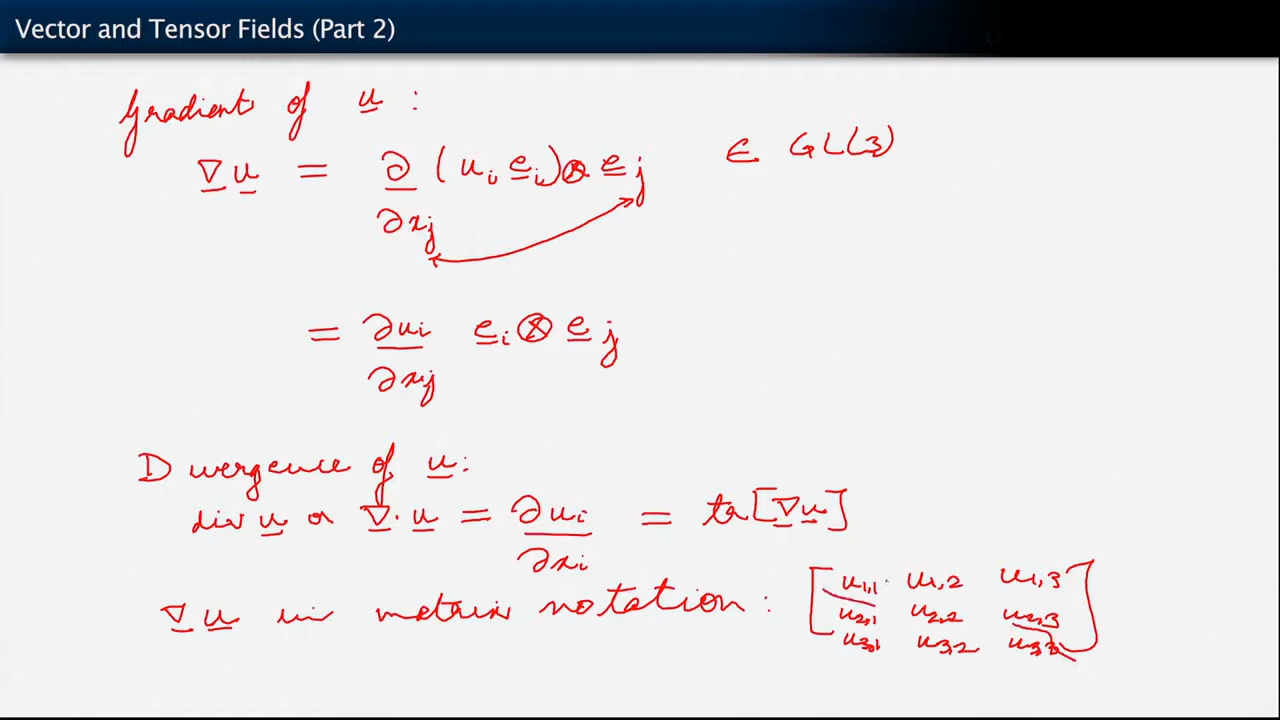 Vector and Tensor Fields (Part 2)
Gradient of u :
∇ u = ∂/∂xj ( ui ei ) ⊗ ej ∈ GL(3)
= ∂ui/∂xj ei ⊗ ej
Divergence of u:
div u or ∇ · u = ∂ui/∂xi = tr [∇u]
∇ u in matrix notation : [ u1,1 u1,2 u1,3
u2,1 u2,2 u2,3
u3,1 u3,2 u3,3 ]